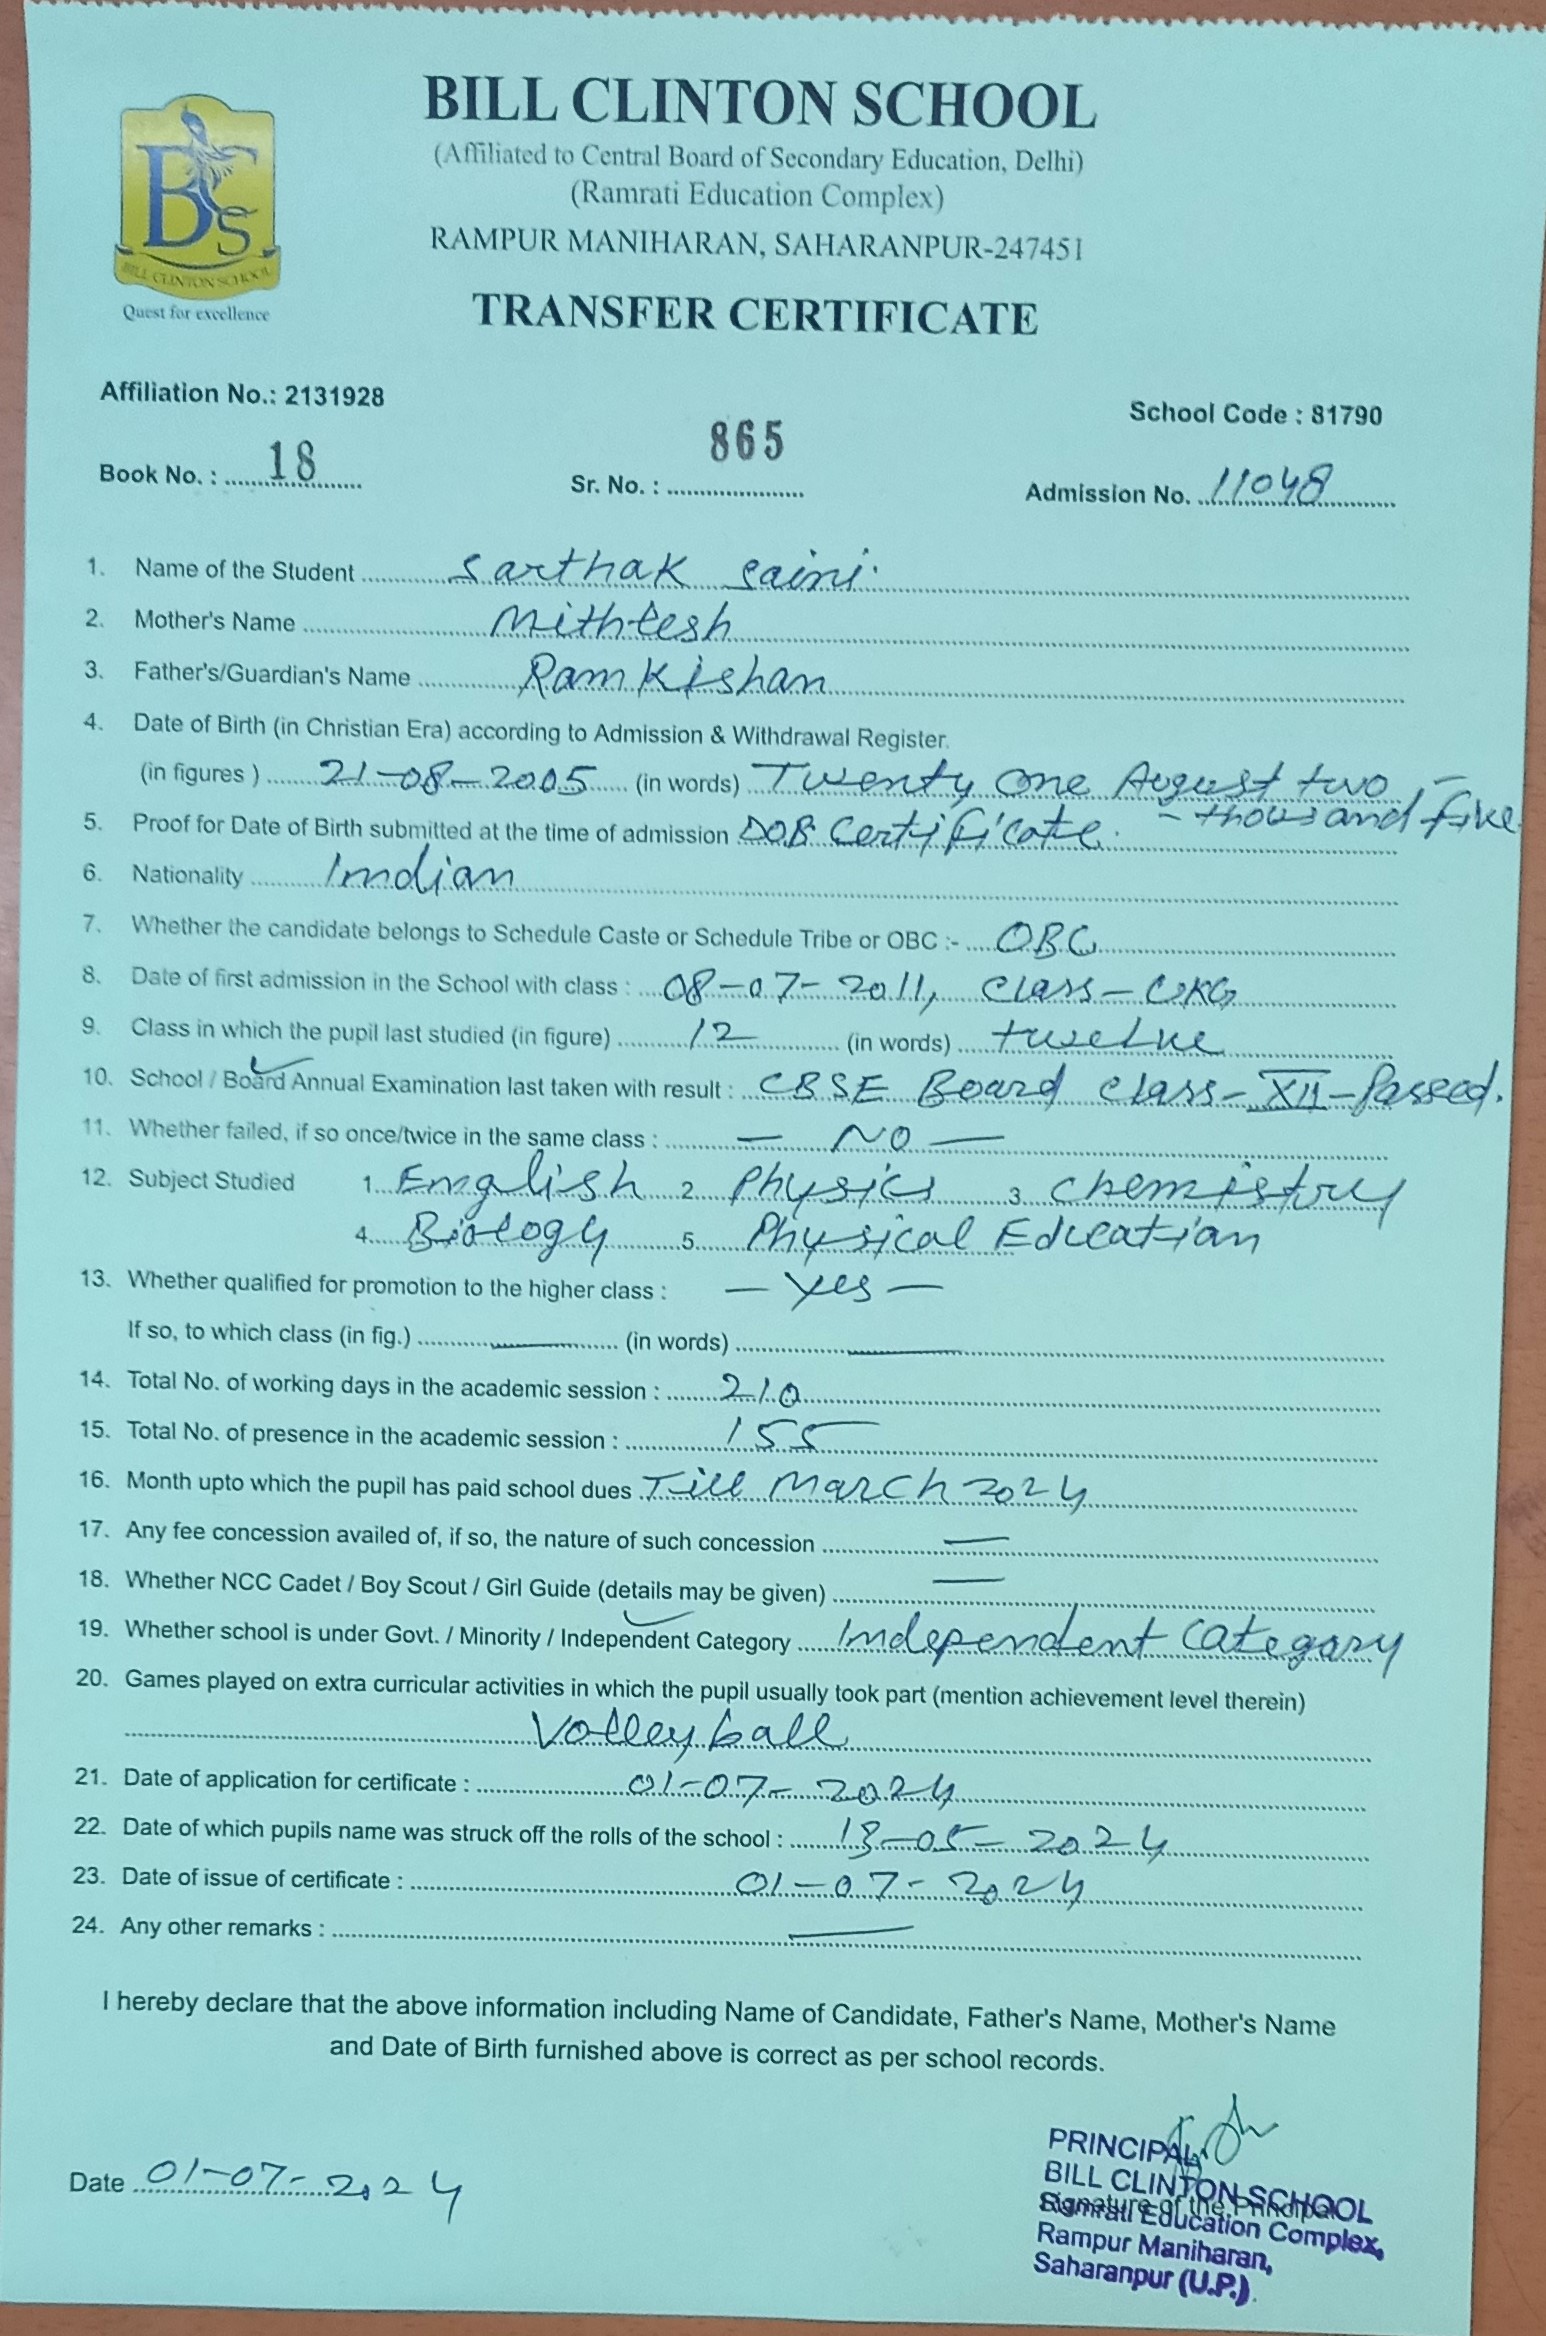 BILL CLINTON SCHOOL
(Affiliated to Central Board of Secondary Education, Delhi)
(Ramrati Education Complex)
RAMPUR MANIHARAN, SAHARANPUR-247451
BCS
BILL CLINTON SCHOOL
Quest for excellence
TRANSFER CERTIFICATE
Affiliation No.: 2131928 School Code : 81790
Book No. : 18 Sr. No. : 865 Admission No. 11048
1. Name of the Student Sarthak Saini
2. Mother's Name Mithlesh
3. Father's/Guardian's Name Ram Kishan
4. Date of Birth (in Christian Era) according to Admission & Withdrawal Register.
(in figures ) 21-08-2005 (in words) Twenty One August two -
- thousand five
5. Proof for Date of Birth submitted at the time of admission DOB Certificate.
6. Nationality Indian
7. Whether the candidate belongs to Schedule Caste or Schedule Tribe or OBC :- OBC
8. Date of first admission in the School with class : 08-07-2011, Class-UKG
9. Class in which the pupil last studied (in figure) 12 (in words) twelve
10. School / Board Annual Examination last taken with result : CBSE Board Class-XII-Passed.
11. Whether failed, if so once/twice in the same class : - NO -
12. Subject Studied 1. English 2. Physics 3. Chemistry
4. Biology 5. Physical Education
13. Whether qualified for promotion to the higher class : - Yes -
If so, to which class (in fig.) — (in words) —
14. Total No. of working days in the academic session : 210
15. Total No. of presence in the academic session : 155
16. Month upto which the pupil has paid school dues Till March 2024
17. Any fee concession availed of, if so, the nature of such concession —
18. Whether NCC Cadet / Boy Scout / Girl Guide (details may be given) —
19. Whether school is under Govt. / Minority / Independent Category Independent Category
20. Games played on extra curricular activities in which the pupil usually took part (mention achievement level therein)
Volleyball
21. Date of application for certificate : 01-07-2024
22. Date of which pupils name was struck off the rolls of the school : 13-05-2024
23. Date of issue of certificate : 01-07-2024
24. Any other remarks : —
I hereby declare that the above information including Name of Candidate, Father's Name, Mother's Name
and Date of Birth furnished above is correct as per school records.
Date 01-07-2024
PRINCIPAL
BILL CLINTON SCHOOL
Signature of the Principal
Ramrati Education Complex,
Rampur Maniharan,
Saharanpur (U.P.)